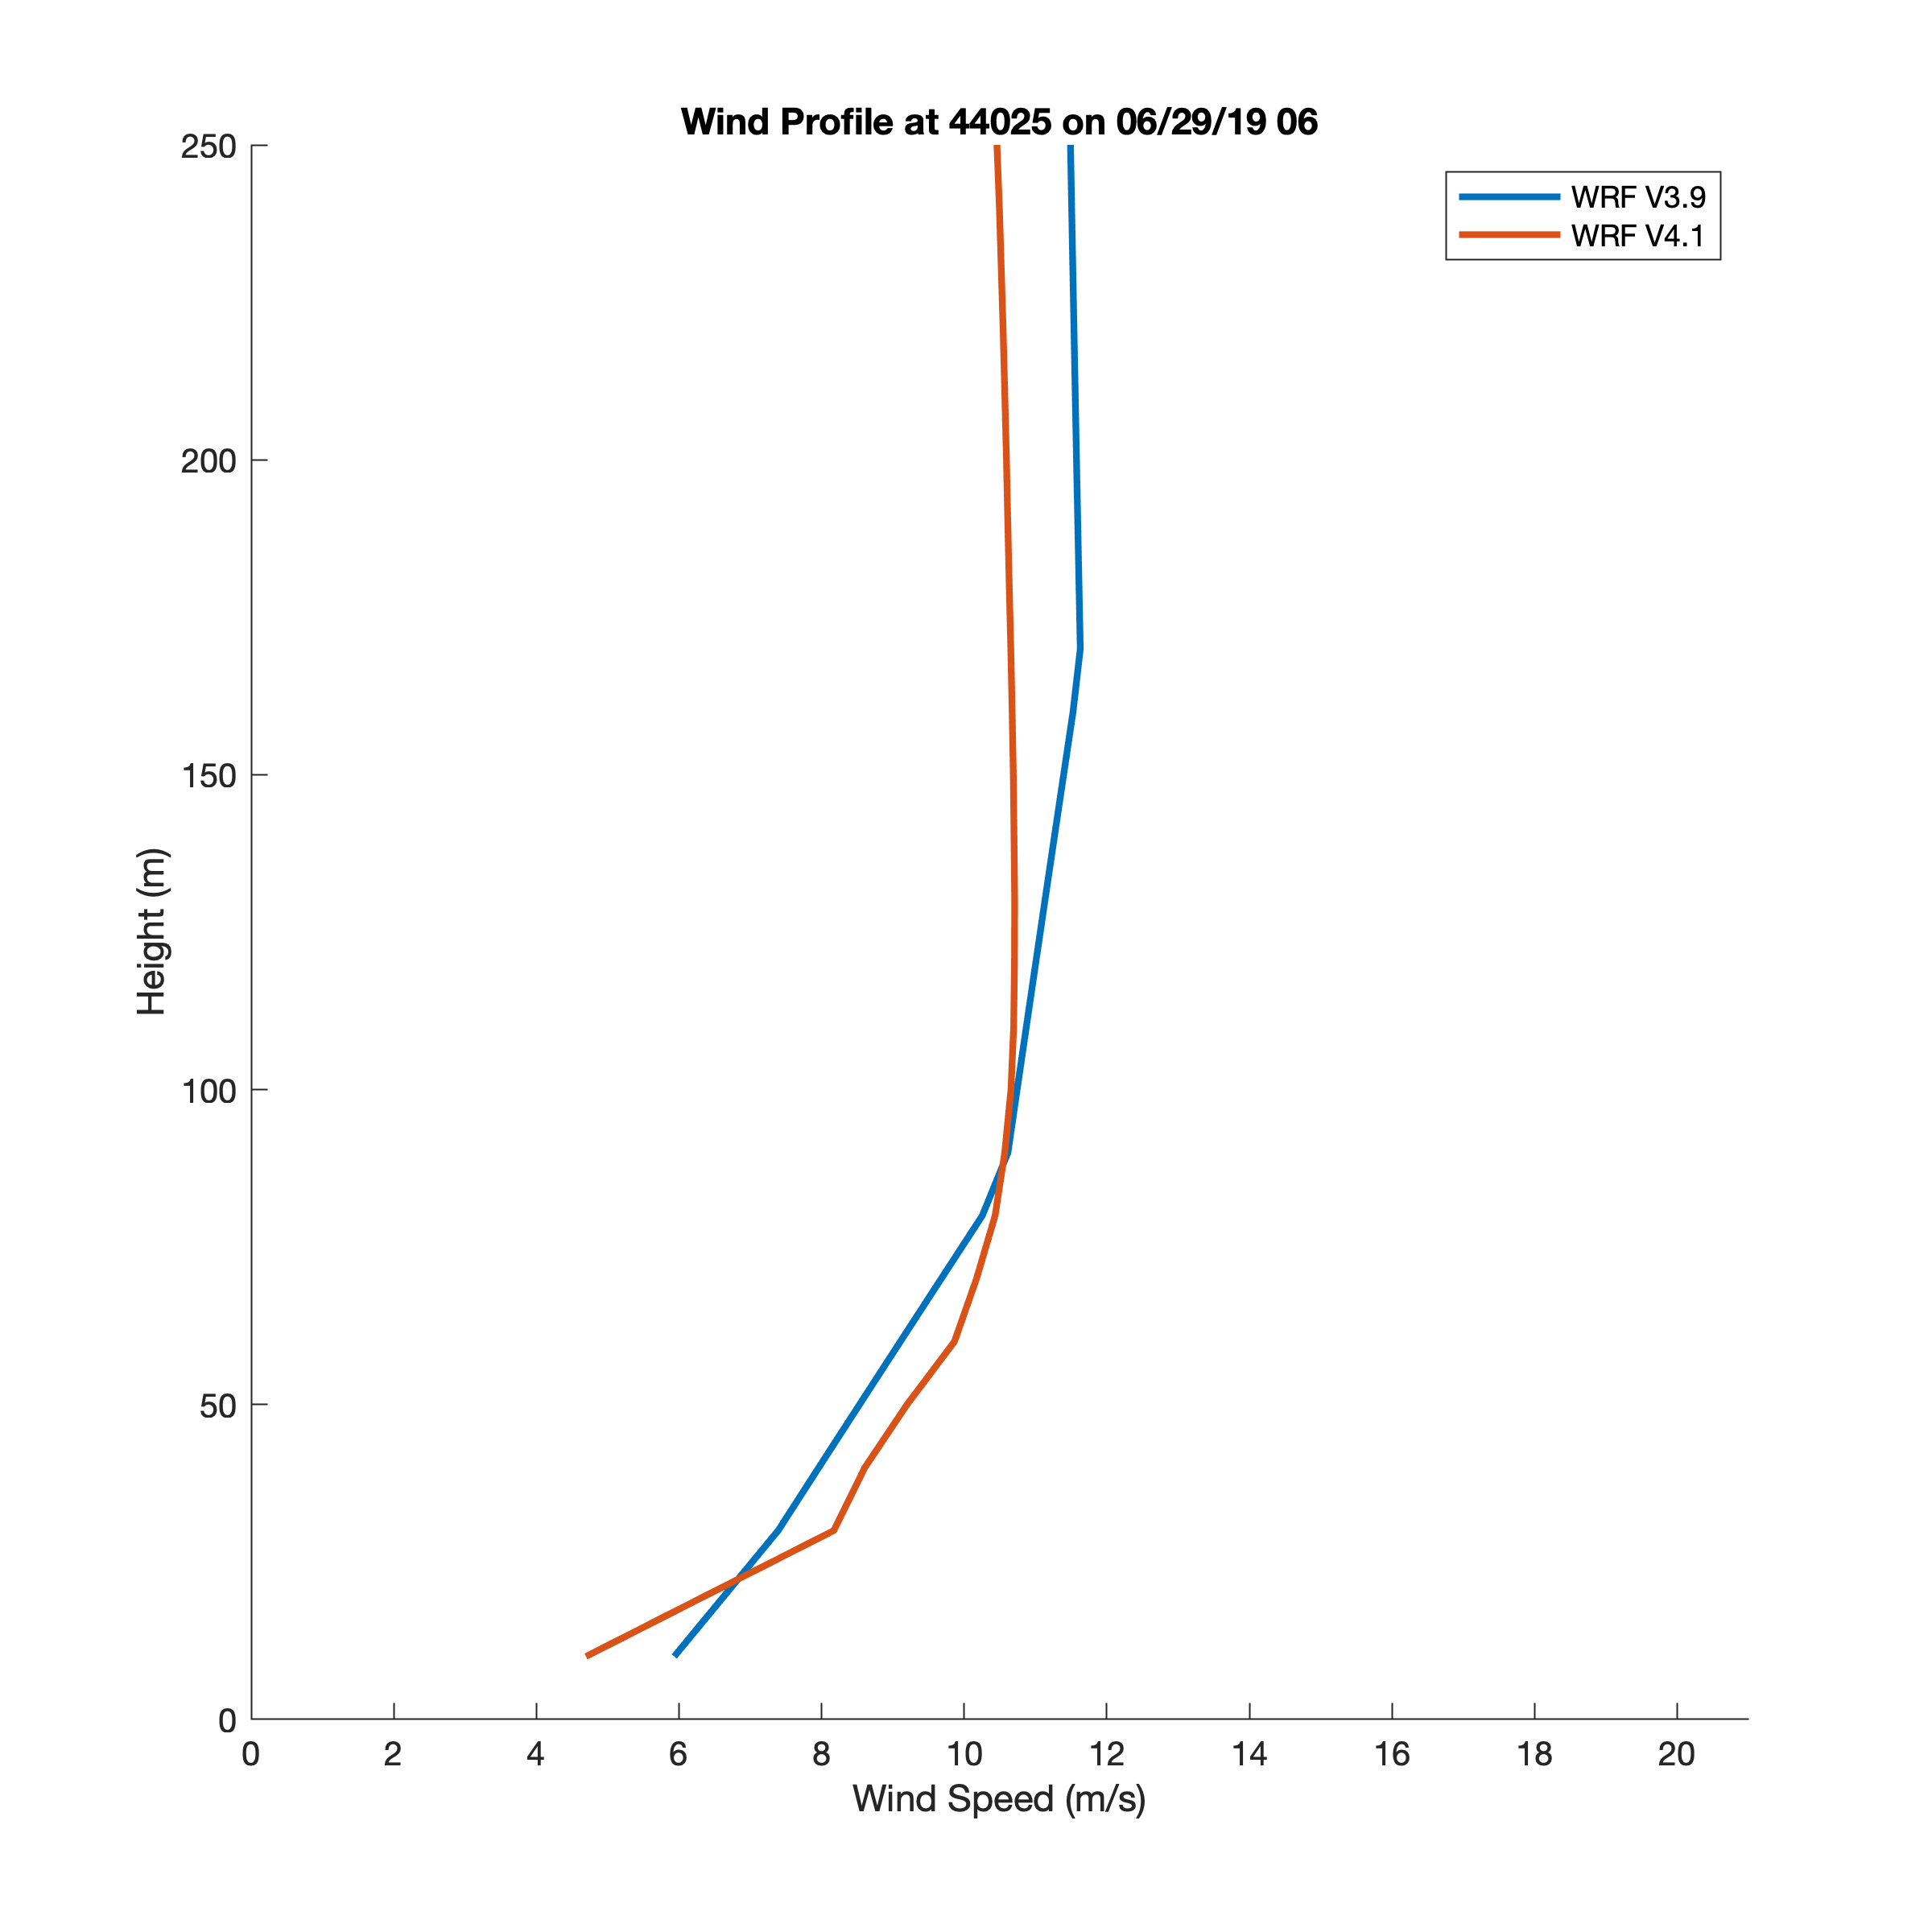 Wind Profile at 44025 on 06/29/19 06
WRF V3.9
WRF V4.1
250
200
150
100
50
0
Height (m)
0 2 4 6 8 10 12 14 16 18 20
Wind Speed (m/s)